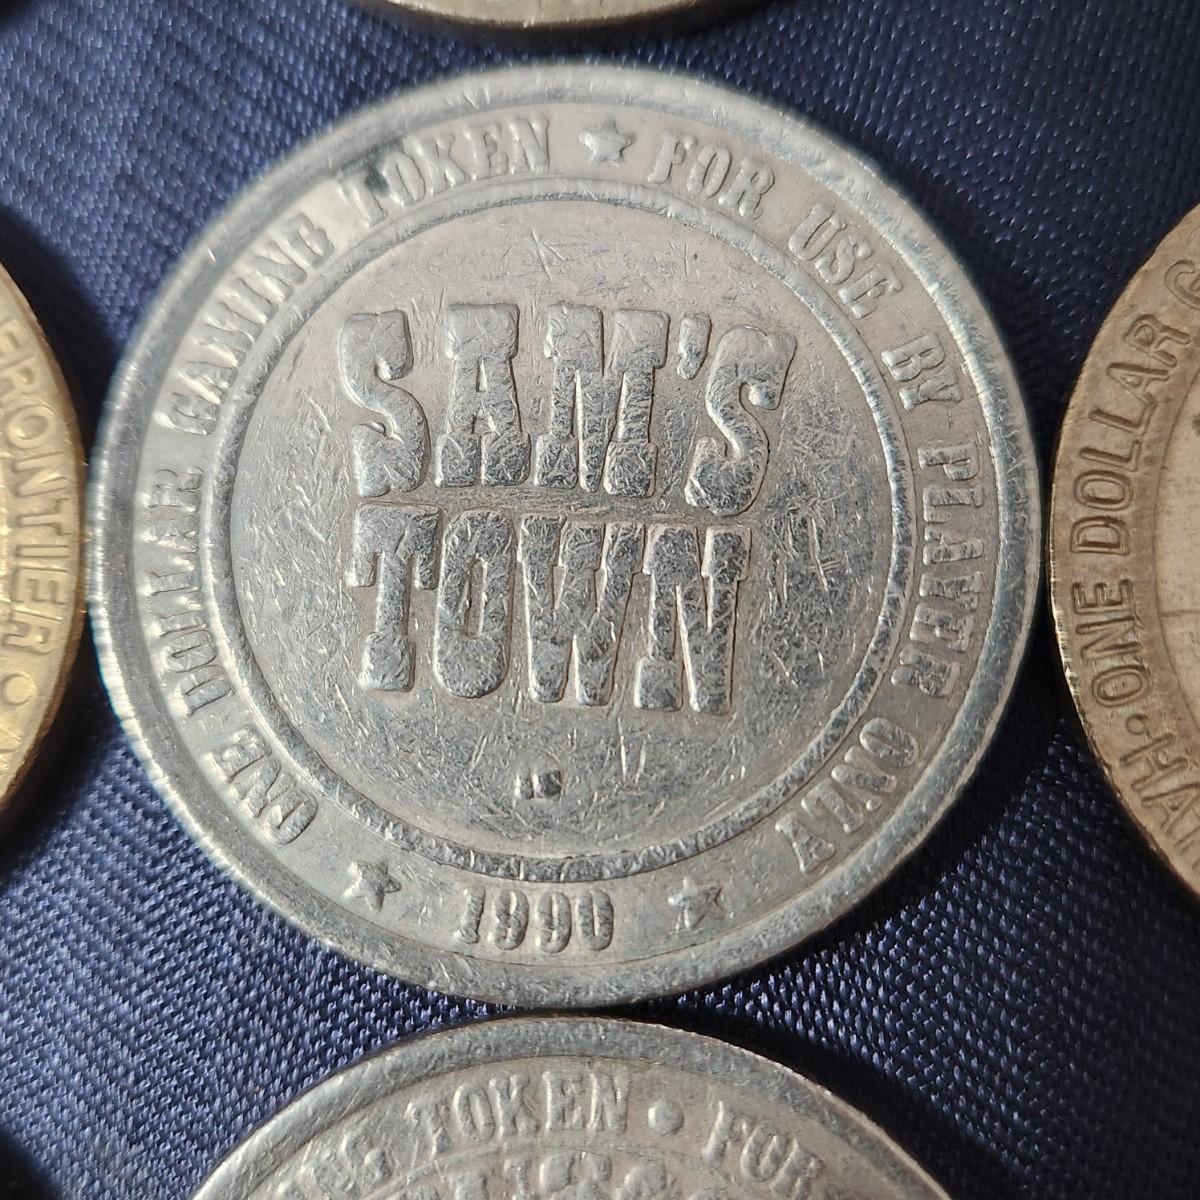 ONE DOLLAR GAMING TOKEN ★ FOR USE BY PLAYER ONLY
★ 1990 ★
SAM'S
TOWN
FRONTIER •
• ONE DOLLAR
TOKEN • FOR